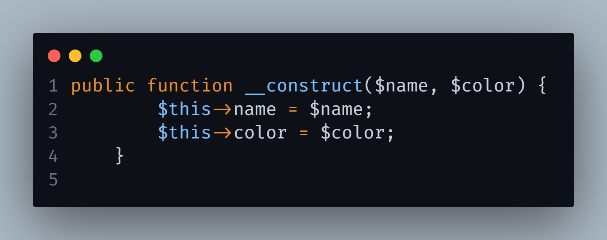 1 public function __construct($name, $color) {
2         $this->name = $name;
3         $this->color = $color;
4     }
5